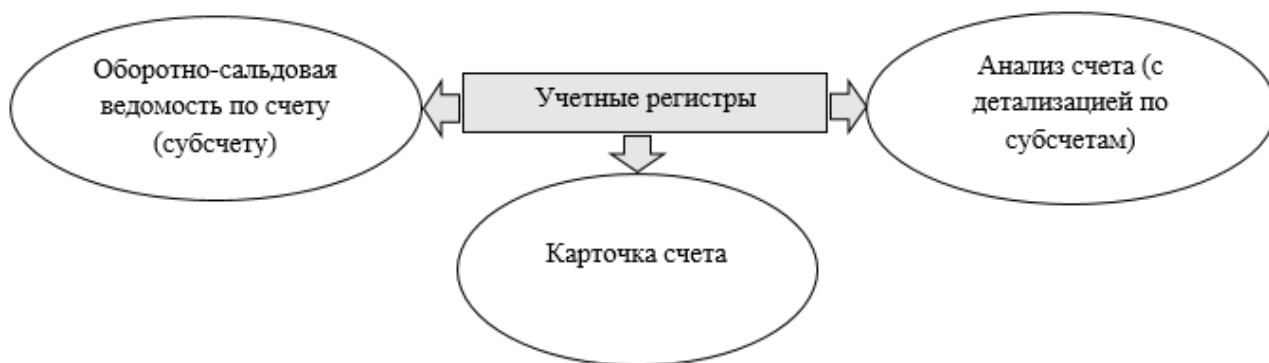 Оборотно-сальдовая
ведомость по счету
(субсчету)
Учетные регистры
Анализ счета (с
детализацией по
субсчетам)
Карточка счета